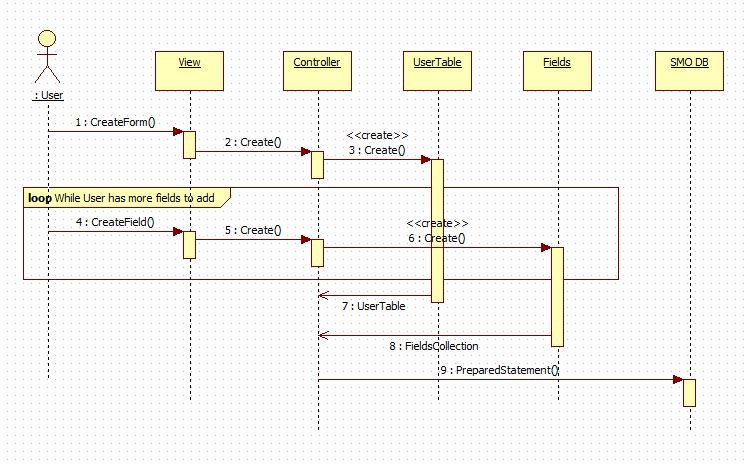 View
Controller
UserTable
Fields
SMO DB
: User
1 : CreateForm()
2 : Create()
<<create>>
3 : Create()
loop While User has more fields to add
4 : CreateField()
5 : Create()
<<create>>
6 : Create()
7 : UserTable
8 : FieldsCollection
9 : PreparedStatement()